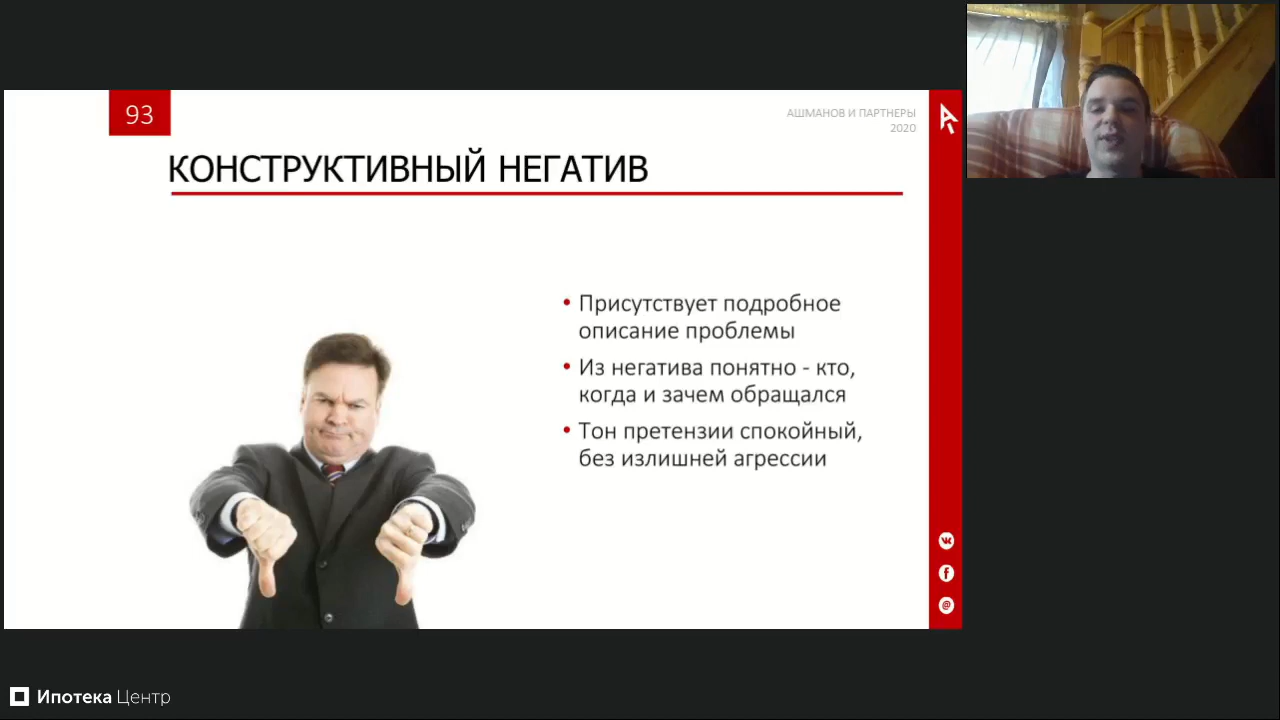 93
АШМАНОВ И ПАРТНЕРЫ
2020
КОНСТРУКТИВНЫЙ НЕГАТИВ
• Присутствует подробное
описание проблемы
• Из негатива понятно - кто,
когда и зачем обращался
• Тон претензии спокойный,
без излишней агрессии
Ипотека Центр